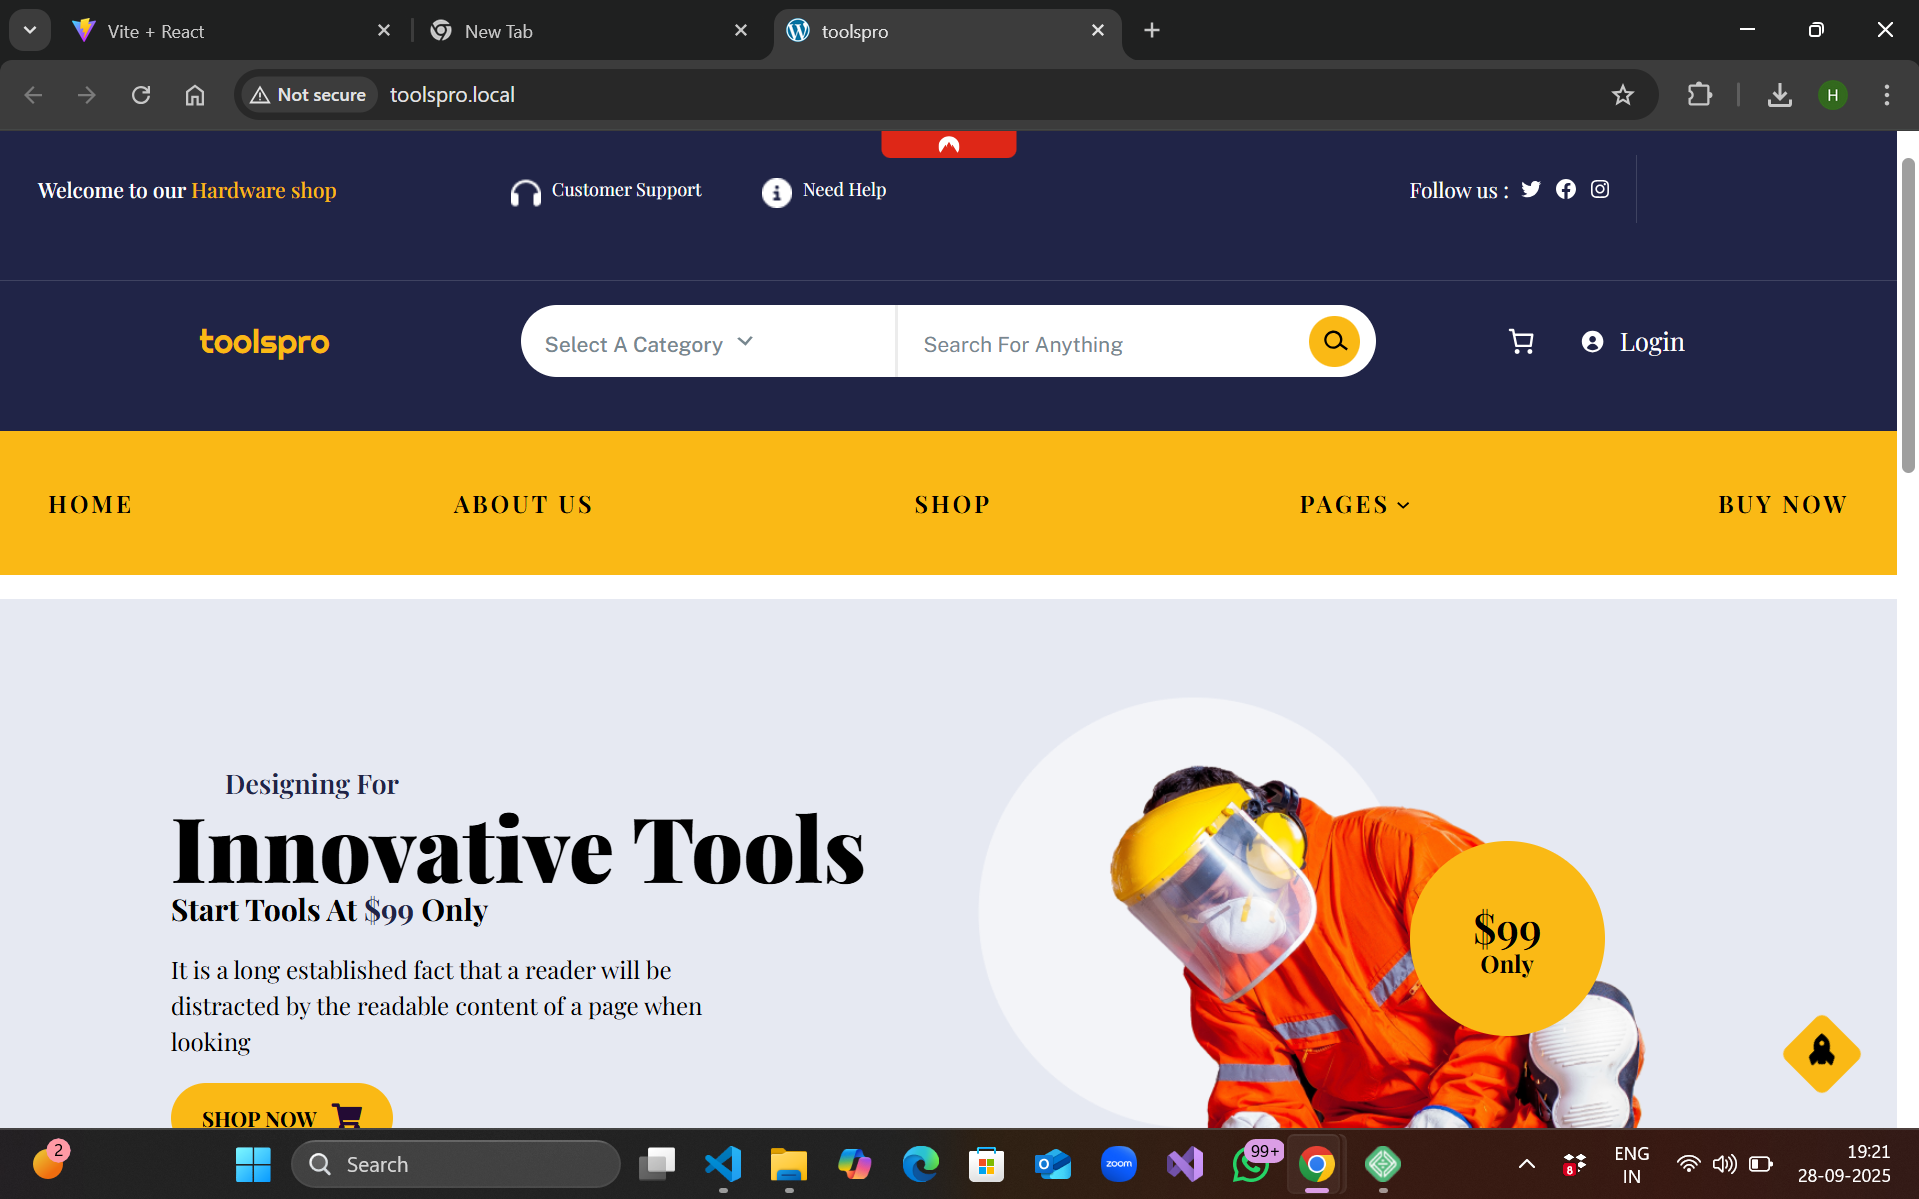 Vite + React
New Tab
toolspro
Not secure
toolspro.local
H
Welcome to our Hardware shop
Customer Support
Need Help
Follow us :
toolspro
Select A Category
Search For Anything
Login
HOME
ABOUT US
SHOP
PAGES
BUY NOW
Designing For
Innovative Tools
Start Tools At $99 Only
It is a long established fact that a reader will be
distracted by the readable content of a page when
looking
SHOP NOW
$99
Only
2
Search
zoom
99+
8
ENG
IN
19:21
28-09-2025